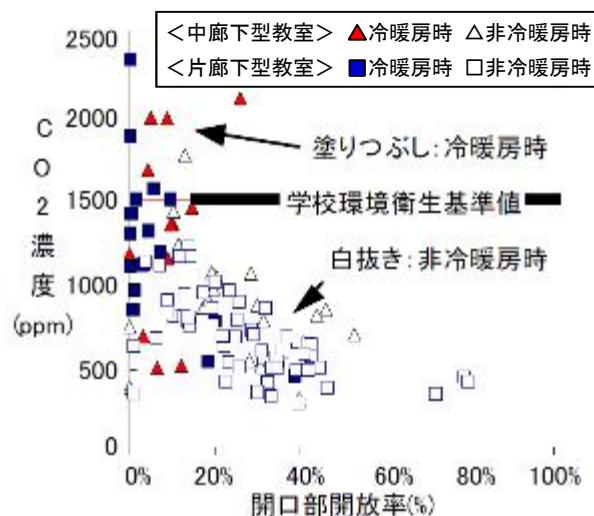 <中廊下型教室> ▲冷暖房時 △非冷暖房時
<片廊下型教室> ■冷暖房時 □非冷暖房時
2500
2000
1500
1000
500
0
CO2濃度
(ppm)
塗りつぶし:冷暖房時
学校環境衛生基準値
白抜き:非冷暖房時
0% 20% 40% 60% 80% 100%
開口部開放率(%)